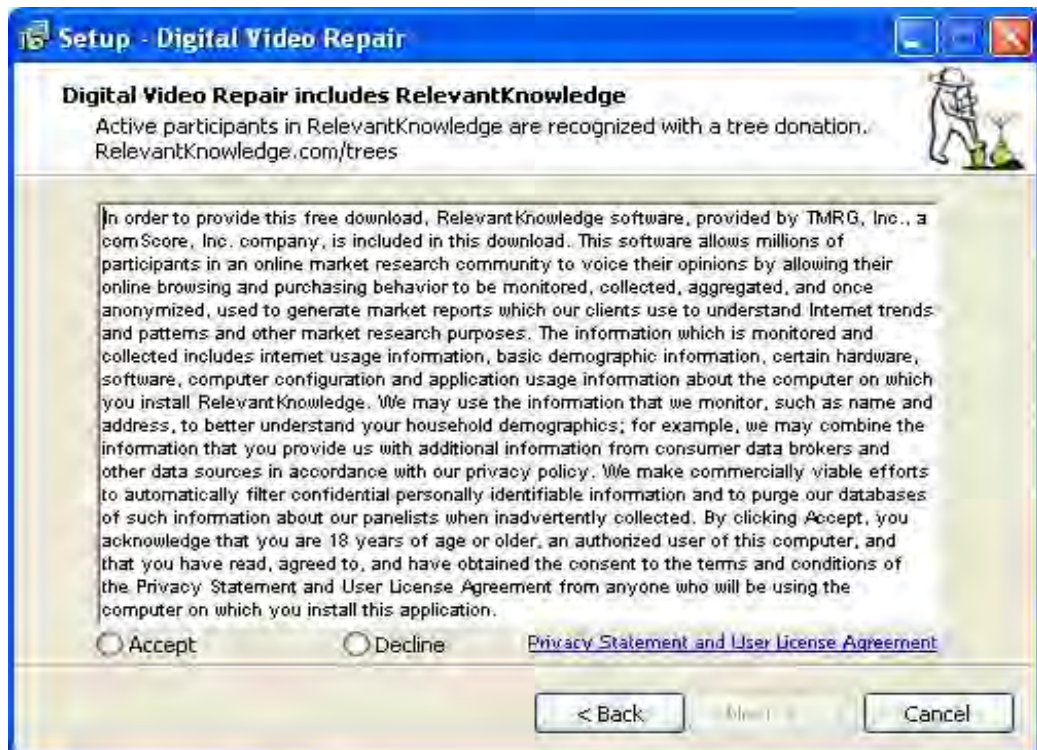 Setup - Digital Video Repair
Digital Video Repair includes RelevantKnowledge
Active participants in RelevantKnowledge are recognized with a tree donation.
RelevantKnowledge.com/trees
In order to provide this free download, RelevantKnowledge software, provided by TMRG, Inc., a
comScore, Inc. company, is included in this download. This software allows millions of
participants in an online market research community to voice their opinions by allowing their
online browsing and purchasing behavior to be monitored, collected, aggregated, and once
anonymized, used to generate market reports which our clients use to understand Internet trends
and patterns and other market research purposes. The information which is monitored and
collected includes internet usage information, basic demographic information, certain hardware,
software, computer configuration and application usage information about the computer on which
you install RelevantKnowledge. We may use the information that we monitor, such as name and
address, to better understand your household demographics; for example, we may combine the
information that you provide us with additional information from consumer data brokers and
other data sources in accordance with our privacy policy. We make commercially viable efforts
to automatically filter confidential personally identifiable information and to purge our databases
of such information about our panelists when inadvertently collected. By clicking Accept, you
acknowledge that you are 18 years of age or older, an authorized user of this computer, and
that you have read, agreed to, and have obtained the consent to the terms and conditions of
the Privacy Statement and User License Agreement from anyone who will be using the
computer on which you install this application.
Accept Decline Privacy Statement and User License Agreement
< Back Next > Cancel